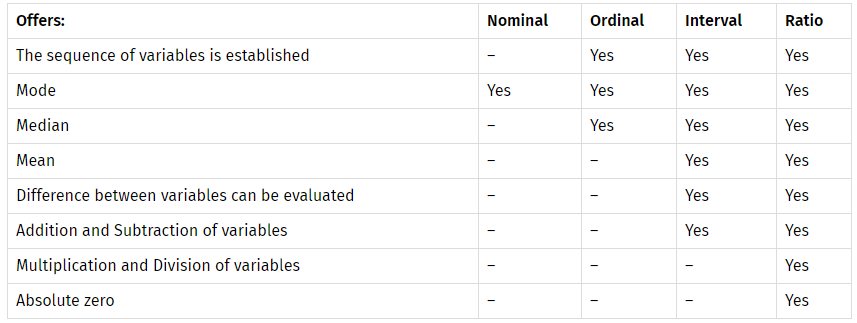 Offers: Nominal Ordinal Interval Ratio
The sequence of variables is established – Yes Yes Yes
Mode Yes Yes Yes Yes
Median – Yes Yes Yes
Mean – – Yes Yes
Difference between variables can be evaluated – – Yes Yes
Addition and Subtraction of variables – – Yes Yes
Multiplication and Division of variables – – – Yes
Absolute zero – – – Yes